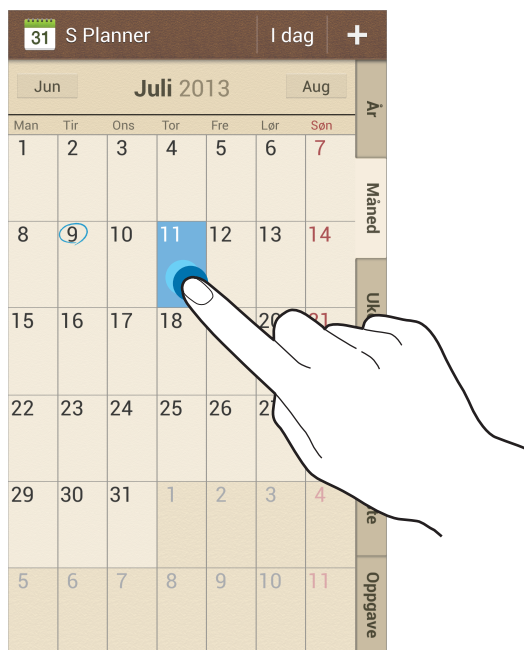 31 S Planner I dag +
Jun Juli 2013 Aug
Man Tir Ons Tor Fre Lør Søn
1 2 3 4 5 6 7
8 9 10 11 12 13 14
15 16 17 18 20 21
22 23 24 25 26
29 30 31 1 2 3 4
5 6 7 8 9 10 11
År
Måned
Oppgave